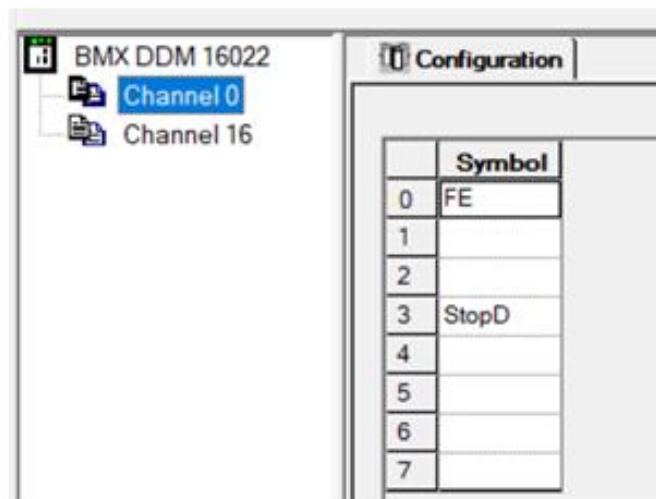 BMX DDM 16022
Channel 0
Channel 16
Configuration
Symbol
0 FE
1
2
3 StopD
4
5
6
7